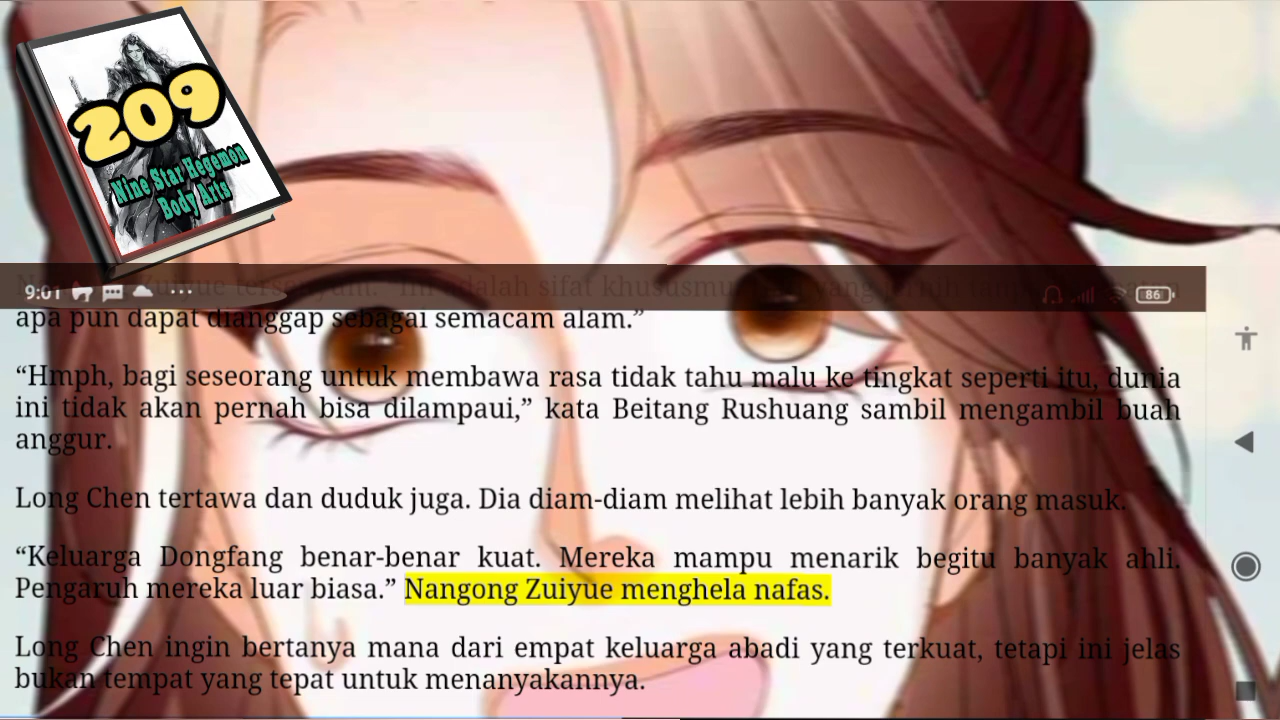 209
Nine Star Hegemon
Body Arts
tersenyum. "Ini adalah sifat khususmu
9:01
86
apa pun dapat dianggap sebagai semacam alam.”
“Hmph, bagi seseorang untuk membawa rasa tidak tahu malu ke tingkat seperti itu, dunia
ini tidak akan pernah bisa dilampaui,” kata Beitang Rushuang sambil mengambil buah
anggur.
Long Chen tertawa dan duduk juga. Dia diam-diam melihat lebih banyak orang masuk.
“Keluarga Dongfang benar-benar kuat. Mereka mampu menarik begitu banyak ahli.
Pengaruh mereka luar biasa.” Nangong Zuiyue menghela nafas.
Long Chen ingin bertanya mana dari empat keluarga abadi yang terkuat, tetapi ini jelas
bukan tempat yang tepat untuk menanyakannya.